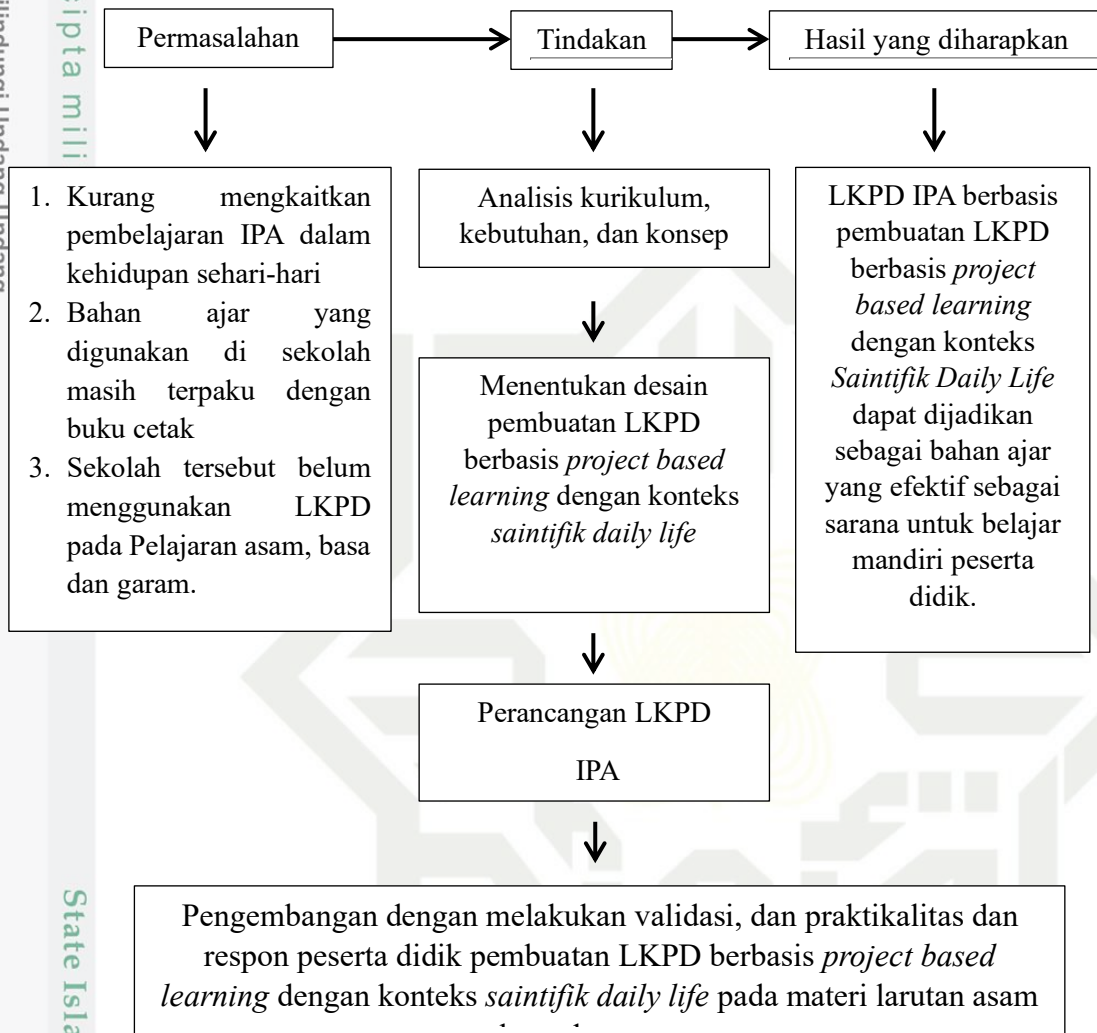 Permasalahan
Tindakan
Hasil yang diharapkan
1. Kurang mengkaitkan
pembelajaran IPA dalam
kehidupan sehari-hari
2. Bahan ajar yang
digunakan di sekolah
masih terpaku dengan
buku cetak
3. Sekolah tersebut belum
menggunakan LKPD
pada Pelajaran asam, basa
dan garam.
Analisis kurikulum,
kebutuhan, dan konsep
Menentukan desain
pembuatan LKPD
berbasis project based
learning dengan konteks
saintifik daily life
Perancangan LKPD
IPA
LKPD IPA berbasis
pembuatan LKPD
berbasis project
based learning
dengan konteks
Saintifik Daily Life
dapat dijadikan
sebagai bahan ajar
yang efektif sebagai
sarana untuk belajar
mandiri peserta
didik.
Pengembangan dengan melakukan validasi, dan praktikalitas dan
respon peserta didik pembuatan LKPD berbasis project based
learning dengan konteks saintifik daily life pada materi larutan asam
State